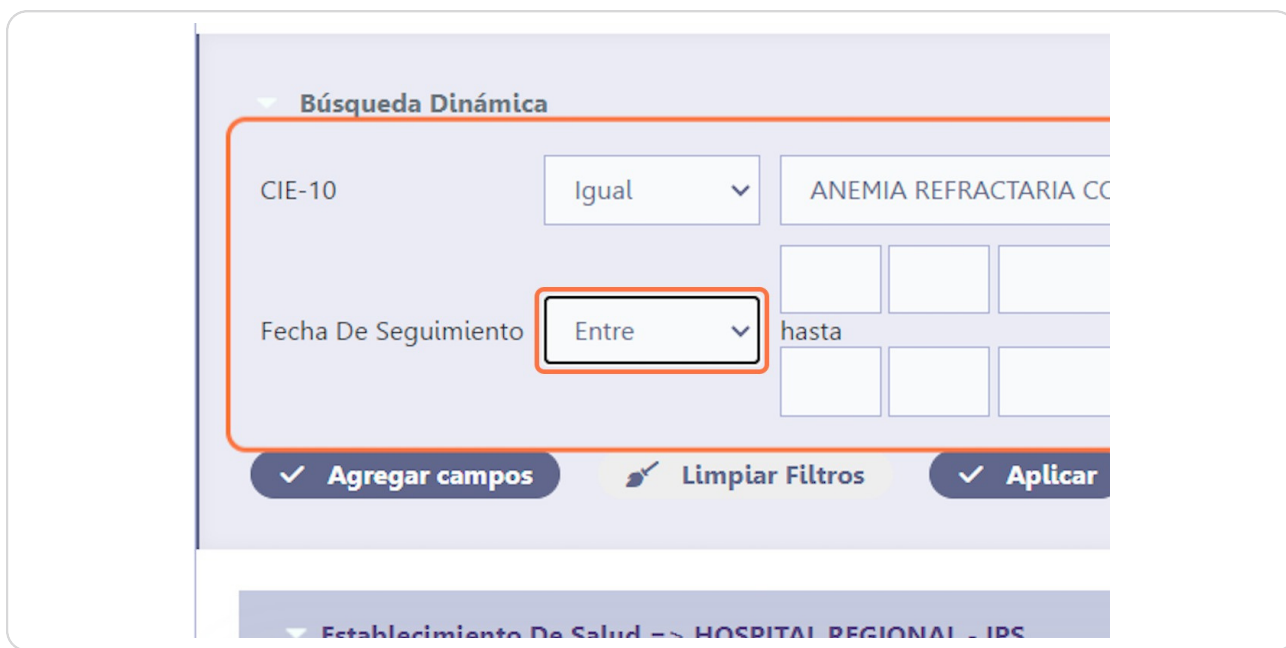 Búsqueda Dinámica
CIE-10 Igual ANEMIA REFRACTARIA
Fecha De Seguimiento Entre hasta
Agregar campos Limpiar Filtros Aplicar
Establecimiento De Salud => HOSPITAL REGIONAL - IPS